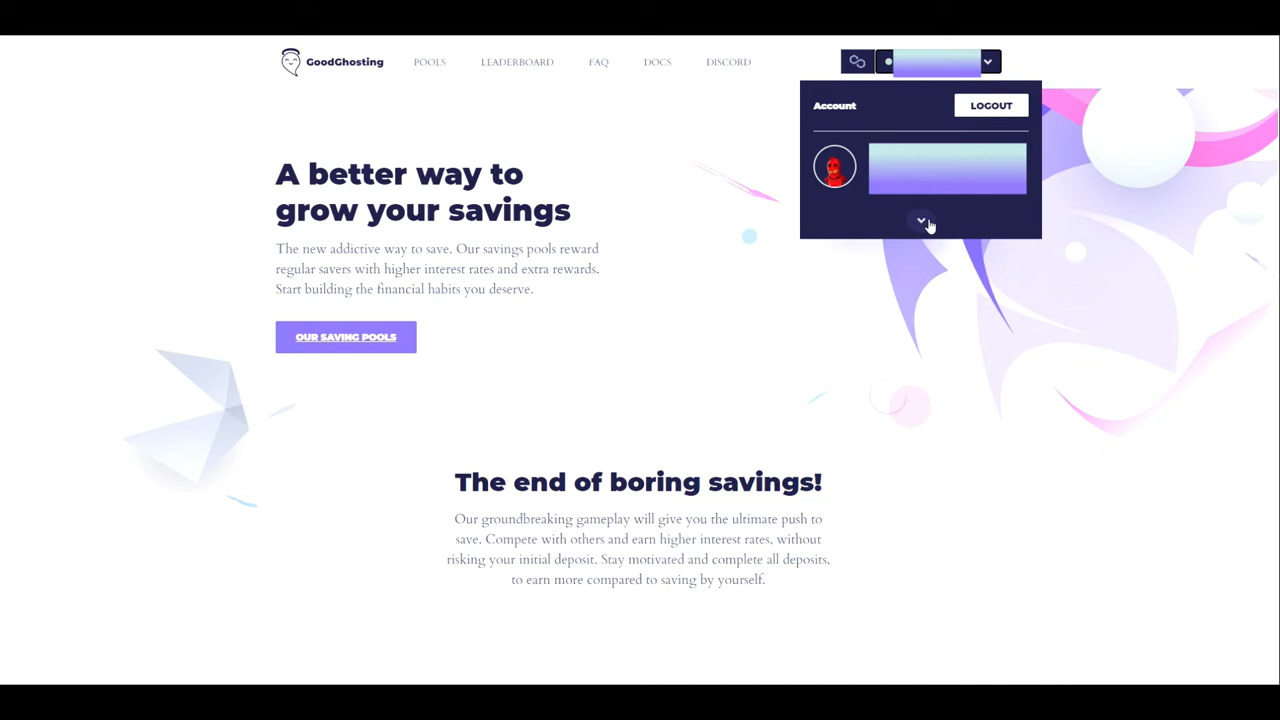 GoodGhosting
POOLS
LEADERBOARD
FAQ
DOCS
DISCORD
Account
LOGOUT
A better way to
grow your savings
The new addictive way to save. Our savings pools reward
regular savers with higher interest rates and extra rewards.
Start building the financial habits you deserve.
OUR SAVING POOLS
The end of boring savings!
Our groundbreaking gameplay will give you the ultimate push to
save. Compete with others and earn higher interest rates, without
risking your initial deposit. Stay motivated and complete all deposits,
to earn more compared to saving by yourself.